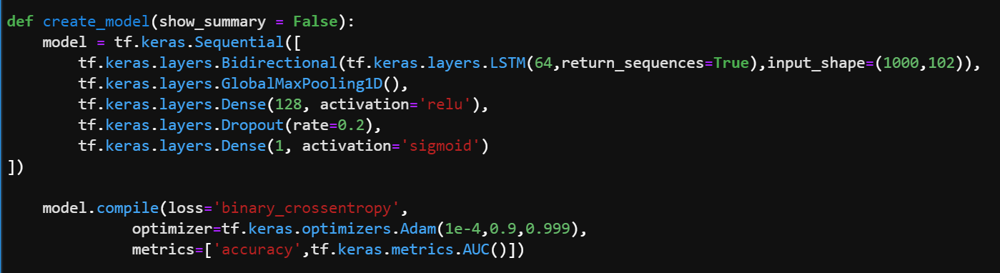 def create_model(show_summary = False):
    model = tf.keras.Sequential([
        tf.keras.layers.Bidirectional(tf.keras.layers.LSTM(64,return_sequences=True),input_shape=(1000,102)),
        tf.keras.layers.GlobalMaxPooling1D(),
        tf.keras.layers.Dense(128, activation='relu'),
        tf.keras.layers.Dropout(rate=0.2),
        tf.keras.layers.Dense(1, activation='sigmoid')
])
    model.compile(loss='binary_crossentropy',
              optimizer=tf.keras.optimizers.Adam(1e-4,0.9,0.999),
              metrics=['accuracy',tf.keras.metrics.AUC()])